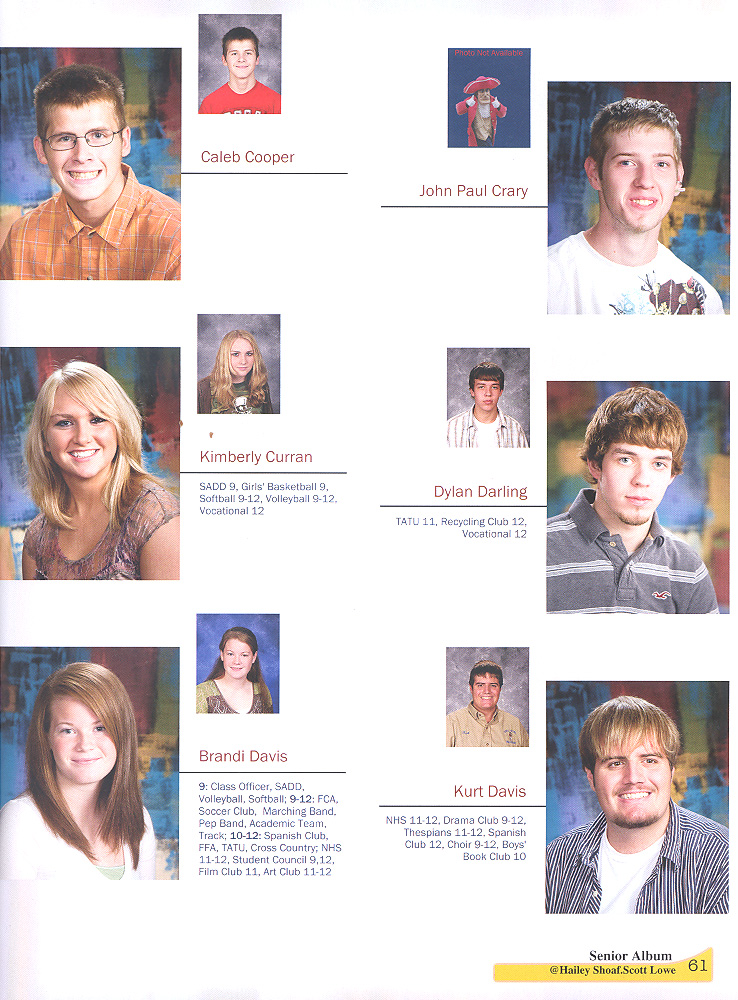 Photo Not Available
Caleb Cooper
John Paul Crary
Kimberly Curran
SADD 9, Girls' Basketball 9,
Softball 9-12, Volleyball 9-12,
Vocational 12
Dylan Darling
TATU 11, Recycling Club 12,
Vocational 12
Brandi Davis
9: Class Officer, SADD,
Volleyball, Softball; 9-12: FCA,
Soccer Club, Marching Band,
Pep Band, Academic Team,
Track; 10-12: Spanish Club,
FFA, TATU, Cross Country; NHS
11-12, Student Council 9,12,
Film Club 11, Art Club 11-12
Kurt Davis
NHS 11-12, Drama Club 9-12,
Thespians 11-12, Spanish
Club 12, Choir 9-12, Boys'
Book Club 10
Senior Album
@Hailey Shoaf.Scott Lowe 61